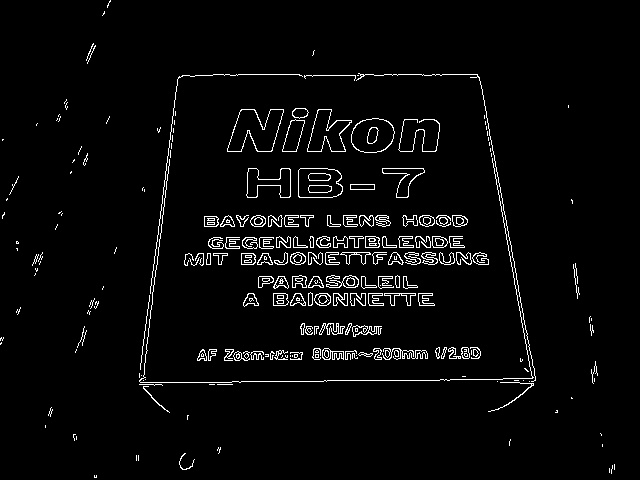 Nikon
HB-7
BAYONET LENS HOOD
GEGENLICHTBLENDE
MIT BAJONETTFASSUNG
PARASOLEIL
A BAIONNETTE
for/für/pour
AF Zoom-Nikkor 80mm~200mm f/2.8D